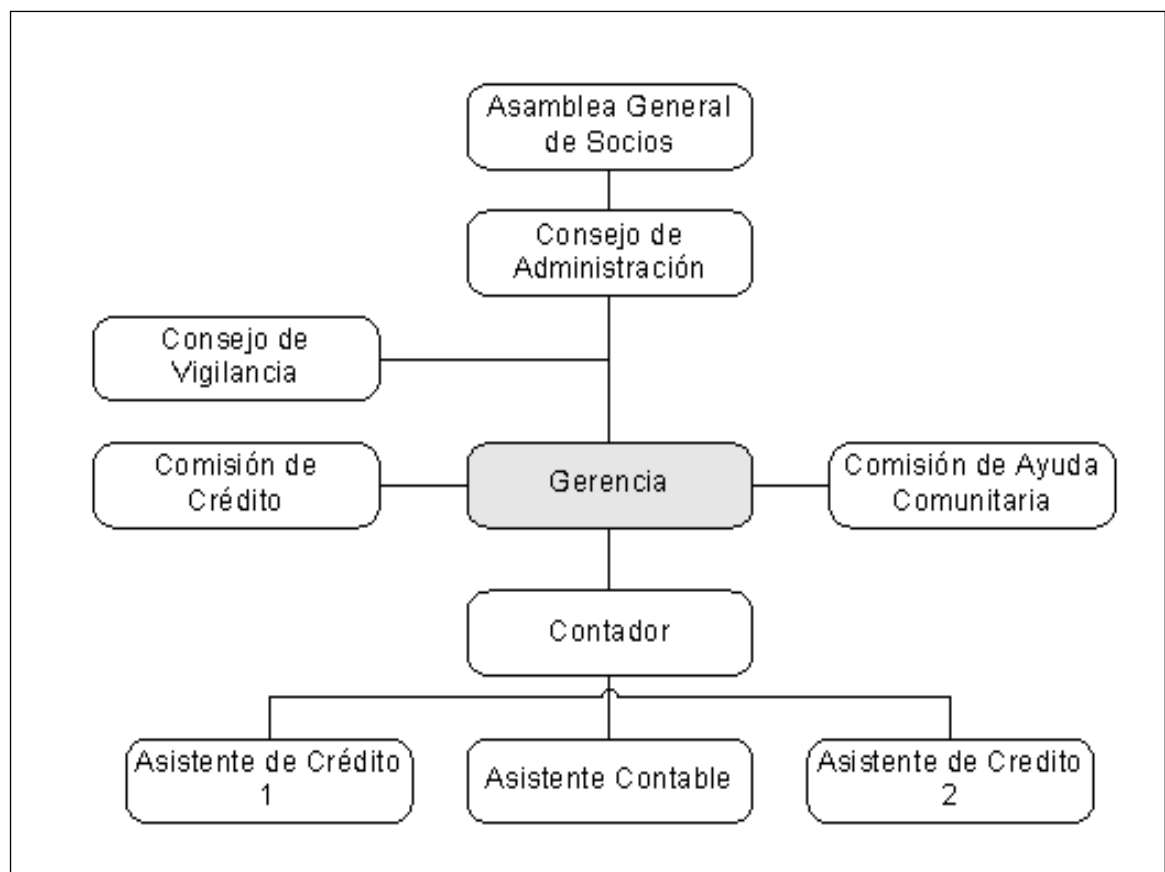 Asamblea General
de Socios
Consejo de
Administración
Consejo de
Vigilancia
Comisión de
Crédito
Gerencia
Comisión de Ayuda
Comunitaria
Contador
Asistente de Crédito
1
Asistente Contable
Asistente de Credito
2